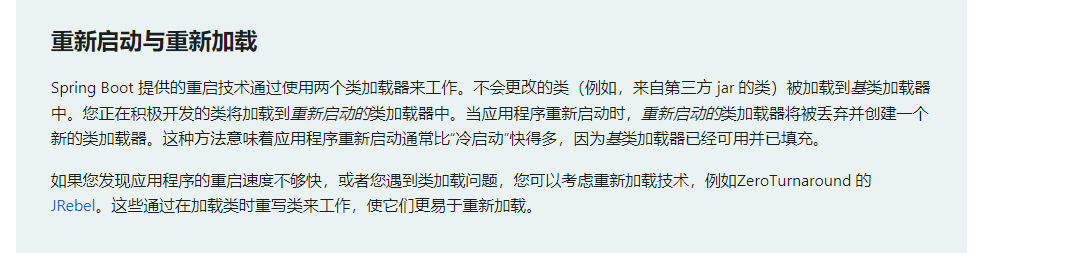 重新启动与重新加载
Spring Boot 提供的重启技术通过使用两个类加载器来工作。不会更改的类（例如，来自第三方 jar 的类）被加载到基类加载器
中。您正在积极开发的类将加载到重新启动的类加载器中。当应用程序重新启动时，重新启动的类加载器将被丢弃并创建一个
新的类加载器。这种方法意味着应用程序重新启动通常比“冷启动”快得多，因为基类加载器已经可用并已填充。
如果您发现应用程序的重启速度不够快，或者您遇到类加载问题，您可以考虑重新加载技术，例如ZeroTurnaround 的
JRebel。这些通过在加载类时重写类来工作，使它们更易于重新加载。